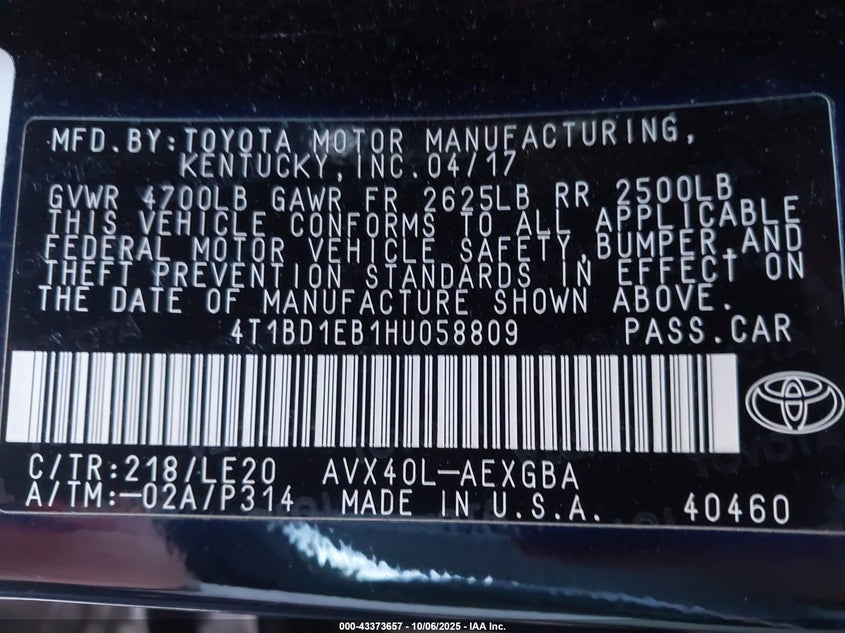 MFD.BY:TOYOTA MOTOR MANUFACTURING,
KENTUCKY,INC.04/17
GVWR 4700LB GAWR FR 2625LB RR 2500LB
THIS VEHICLE CONFORMS TO ALL APPLICABLE
FEDERAL MOTOR VEHICLE SAFETY,BUMPER,AND
THEFT PREVENTION STANDARDS IN EFFECT ON
THE DATE OF MANUFACTURE SHOWN ABOVE.
4T1BD1EB1HU058809 PASS.CAR
C/TR:218/LE20 AVX40L-AEXGBA
A/TM:-02A/P314 MADE IN U.S.A. 40460
000-43373657 - 10/06/2025 - IAA Inc.